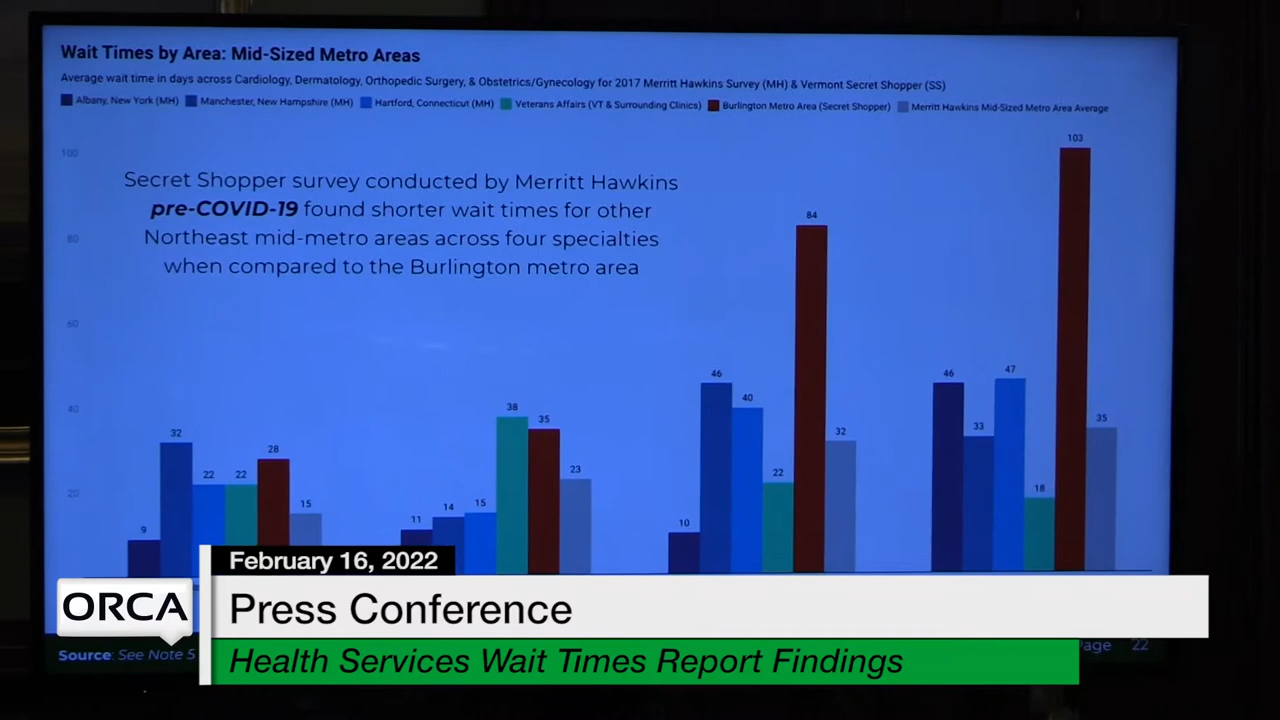 Wait Times by Area: Mid-Sized Metro Areas
Average wait time in days across Cardiology, Dermatology, Orthopedic Surgery, & Obstetrics/Gynecology for 2017 Merritt Hawkins Survey (MH) & Vermont Secret Shopper (SS)
Albany, New York (MH) Manchester, New Hampshire (MH) Hartford, Connecticut (MH) Veterans Affairs (VT & Surrounding Clinics) Burlington Metro Area (Secret Shopper) Merritt Hawkins Mid-Sized Metro Area Average
100
80
60
40
20
Secret Shopper survey conducted by Merritt Hawkins
pre-COVID-19 found shorter wait times for other
Northeast mid-metro areas across four specialties
when compared to the Burlington metro area
9 32 22 22 28 15
11 14 15 38 35 23
10 46 40 22 84 32
46 33 47 18 103 35
February 16, 2022
ORCA
Press Conference
Health Services Wait Times Report Findings
Source: See Note 5
Page 22